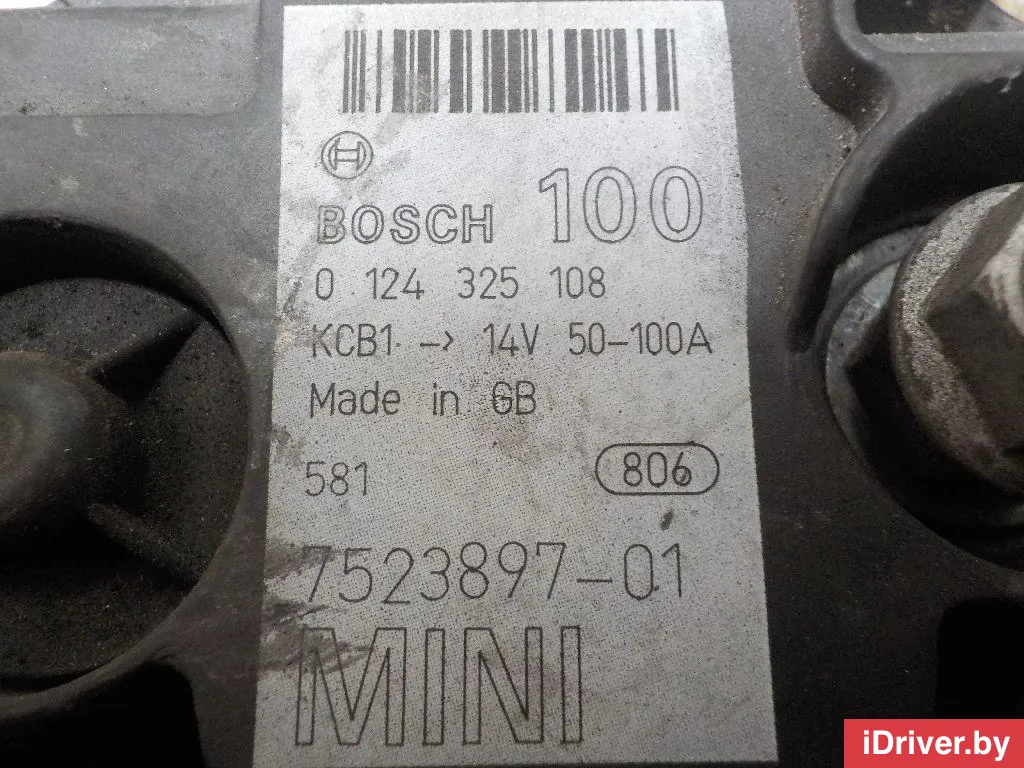 BOSCH 100
0 124 325 108
KCB1 -> 14V 50-100A
Made in GB
581 806
7523897-01
MINI
iDriver.by